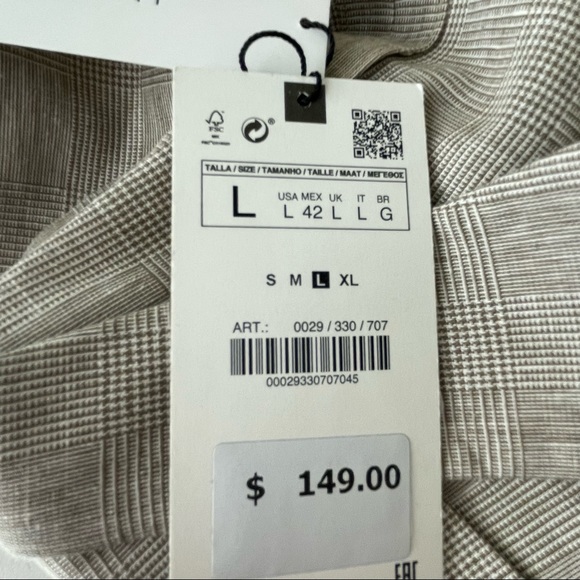 FSC
®
TALLA / SIZE / TAMANHO / TAILLE / MAAT / ΜΕΓΕΘΟΣ
L
USA MEX UK IT BR
L 42 L L G
S M L XL
ART.: 0029 / 330 / 707
00029330707045
$ 149.00
EAC